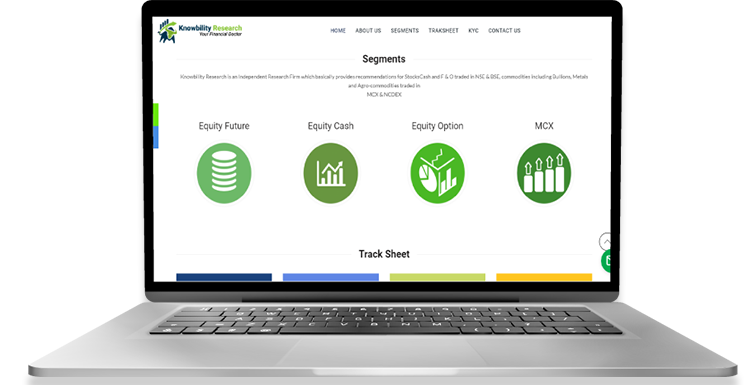 Knowbility Research
Your Financial Doctor
HOME ABOUT US SEGMENTS TRAKSHEET KYC CONTACT US
Segments
Knowbility Research is an Independent Research Firm which basically provides recommendations for StocksCash and F & O traded in NSE & BSE, commodities including Bullions, Metals
and Agro-commodities traded in
MCX & NCDEX
Equity Future Equity Cash Equity Option MCX
Track Sheet